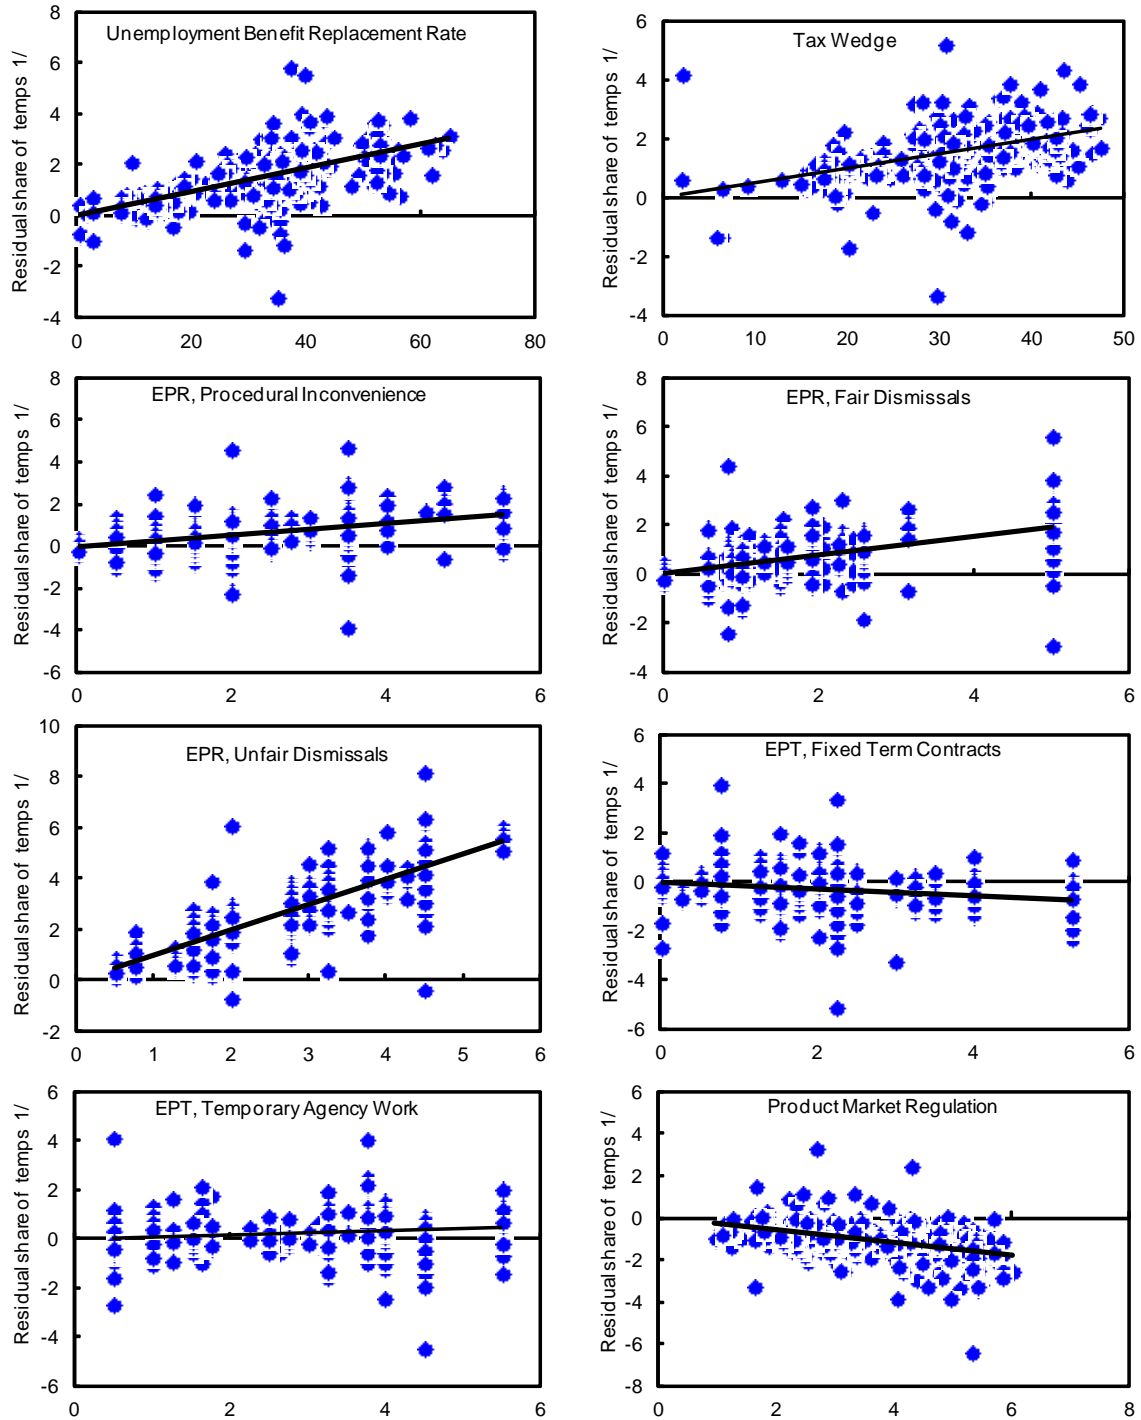 Unemployment Benefit Replacement Rate
Residual share of temps 1/
8
6
4
2
0
-2
-4
0 20 40 60 80
Tax Wedge
Residual share of temps 1/
6
4
2
0
-2
-4
0 10 20 30 40 50
EPR, Procedural Inconvenience
Residual share of temps 1/
8
6
4
2
0
-2
-4
-6
0 2 4 6
EPR, Fair Dismissals
Residual share of temps 1/
8
6
4
2
0
-2
-4
0 2 4 6
EPR, Unfair Dismissals
Residual share of temps 1/
10
8
6
4
2
0
-2
0 1 2 3 4 5 6
EPT, Fixed Term Contracts
Residual share of temps 1/
6
4
2
0
-2
-4
-6
0 2 4 6
EPT, Temporary Agency Work
Residual share of temps 1/
6
4
2
0
-2
-4
-6
0 2 4 6
Product Market Regulation
Residual share of temps 1/
6
4
2
0
-2
-4
-6
-8
0 2 4 6 8